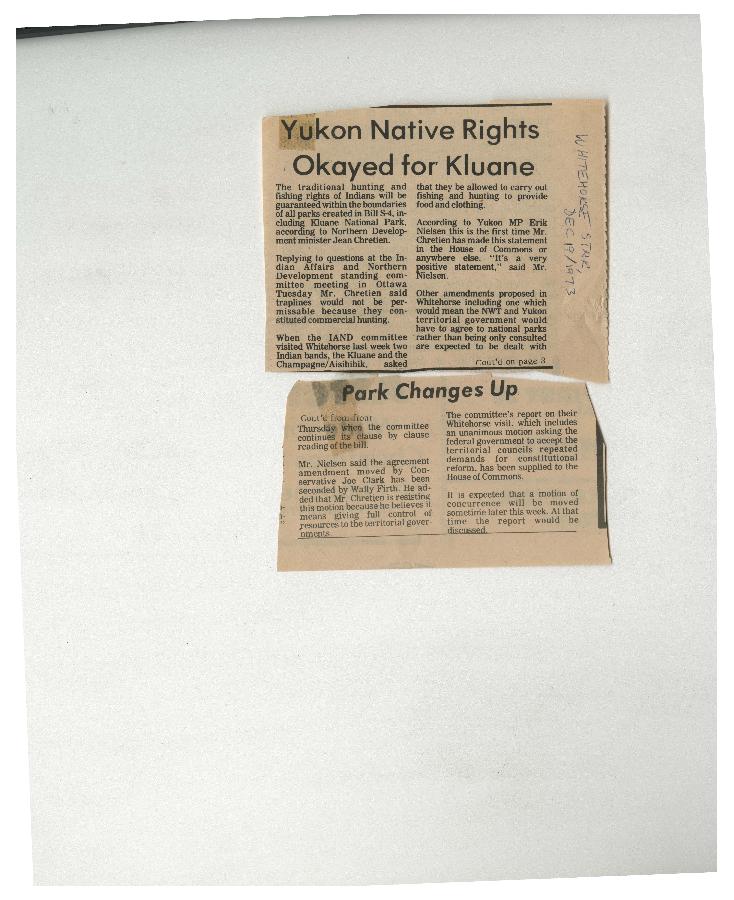 Yukon Native Rights
Okayed for Kluane
The traditional hunting and
fishing rights of Indians will be
guaranteed within the boundaries
of all parks created in Bill S-4, in-
cluding Kluane National Park,
according to Northern Develop-
ment minister Jean Chretien.
Replying to questions at the In-
dian Affairs and Northern
Development standing com-
mittee meeting in Ottawa
Tuesday Mr. Chretien said
traplines would not be per-
missable because they con-
stituted commercial hunting.
When the IAND committee
visited Whitehorse last week two
Indian bands, the Kluane and the
Champagne/Aisihihik, asked
that they be allowed to carry out
fishing and hunting to provide
food and clothing.
According to Yukon MP Erik
Nielsen this is the first time Mr.
Chretien has made this statement
in the House of Commons or
anywhere else. "It's a very
positive statement," said Mr.
Nielsen.
Other amendments proposed in
Whitehorse including one which
would mean the NWT and Yukon
territorial government would
have to agree to national parks
rather than being only consulted
are expected to be dealt with
Cont'd on page 3
WHITEHORSE STAR,
DEC 19/1973
Park Changes Up
Cont'd from front
Thursday when the committee
continues its clause by clause
reading of the bill.
Mr. Nielsen said the agreement
amendment moved by Con-
servative Joe Clark has been
seconded by Wally Firth. He ad-
ded that Mr. Chretien is resisting
this motion because he believes it
means giving full control of
resources to the territorial gover-
nments.
The committee's report on their
Whitehorse visit, which includes
an unanimous motion asking the
federal government to accept the
territorial councils repeated
demands for constitutional
reform, has been supplied to the
House of Commons.
It is expected that a motion of
concurrence will be moved
sometime later this week. At that
time the report would be
discussed.